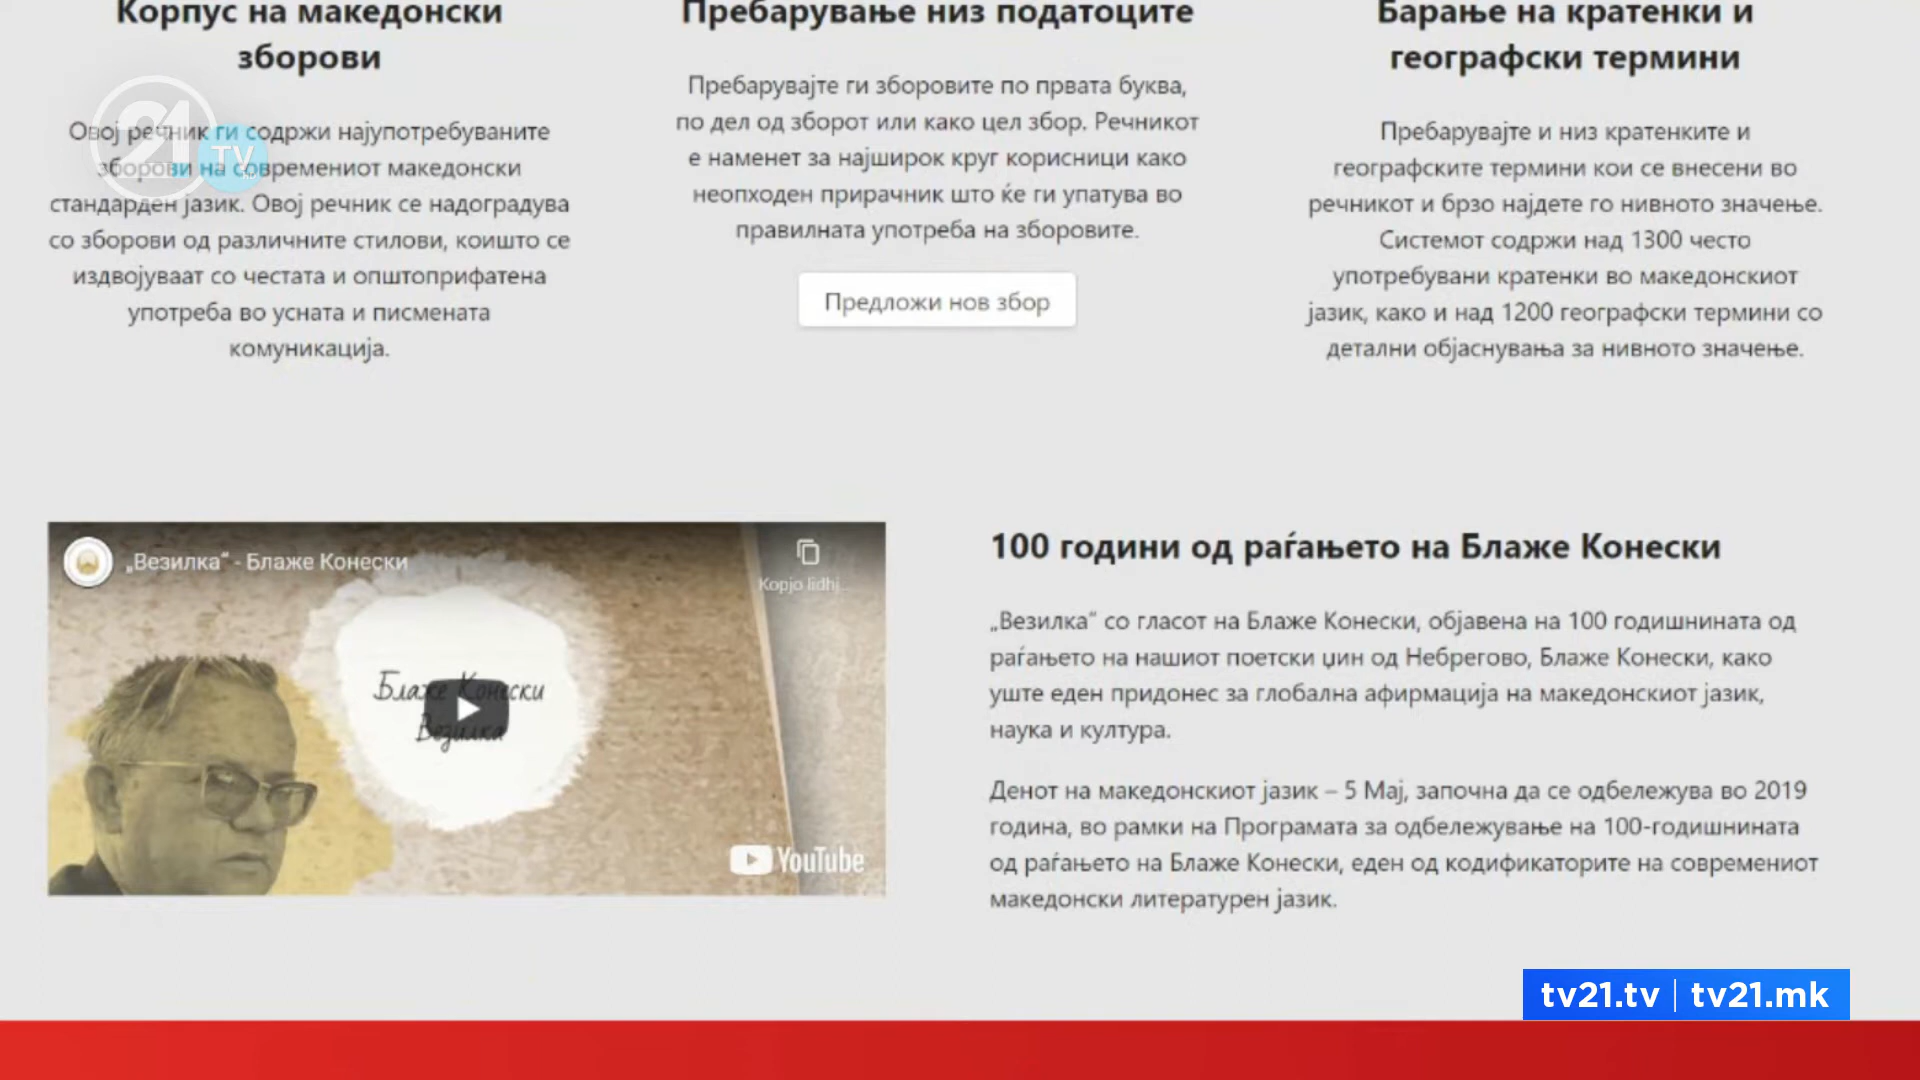 Корпус на македонски
зборови
Овој речник ги содржи најупотребуваните
зборови на современиот македонски
стандарден јазик. Овој речник се надоградува
со зборови од различните стилови, коишто се
издвојуваат со честата и општоприфатена
употреба во усната и писмената
комуникација.
Пребарување низ податоците
Пребарувајте ги зборовите по првата буква,
по дел од зборот или како цел збор. Речникот
е наменет за најширок круг корисници како
неопходен прирачник што ќе ги упатува во
правилната употреба на зборовите.
Предложи нов збор
Барање на кратенки и
географски термини
Пребарувајте и низ кратенките и
географските термини кои се внесени во
речникот и брзо најдете го нивното значење.
Системот содржи над 1300 често
употребувани кратенки во македонскиот
јазик, како и над 1200 географски термини со
детални објаснувања за нивното значење.
21 TV
„Везилка“ - Блаже Конески
Kopjo lidhj...
Блаже Конески
Везилка
YouTube
100 години од раѓањето на Блаже Конески
„Везилка“ со гласот на Блаже Конески, објавена на 100 годишнината од
раѓањето на нашиот поетски џин од Небрегово, Блаже Конески, како
уште еден придонес за глобална афирмација на македонскиот јазик,
наука и култура.
Денот на македонскиот јазик – 5 Мај, започна да се одбележува во 2019
година, во рамки на Програмата за одбележување на 100-годишнината
од раѓањето на Блаже Конески, еден од кодификаторите на современиот
македонски литературен јазик.
tv21.tv | tv21.mk